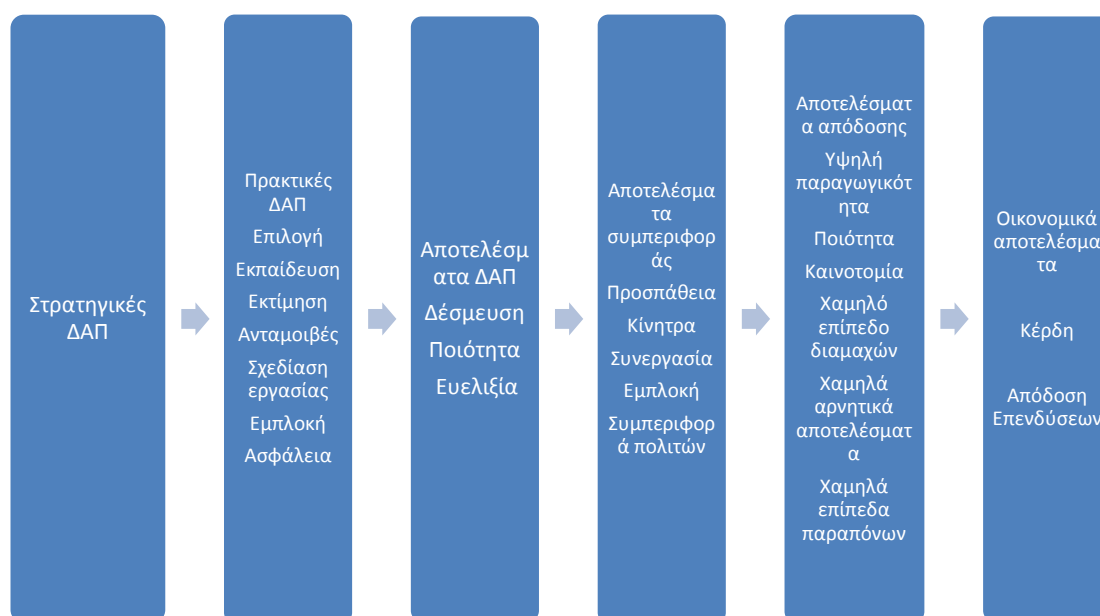 Στρατηγικές
ΔΑΠ
Πρακτικές
ΔΑΠ
Επιλογή
Εκπαίδευση
Εκτίμηση
Ανταμοιβές
Σχεδίαση
εργασίας
Εμπλοκή
Ασφάλεια
Αποτελέσμ
ατα ΔΑΠ
Δέσμευση
Ποιότητα
Ευελιξία
Αποτελέσμα
τα
συμπεριφορ
άς
Προσπάθεια
Κίνητρα
Συνεργασία
Εμπλοκή
Συμπεριφορ
ά πολιτών
Αποτελέσματ
α απόδοσης
Υψηλή
παραγωγικότ
ητα
Ποιότητα
Καινοτομία
Χαμηλό
επίπεδο
διαμαχών
Χαμηλά
αρνητικά
αποτελέσματ
α
Χαμηλά
επίπεδα
παραπόνων
Οικονομικά
αποτελέσμα
τα
Κέρδη
Απόδοση
Επενδύσεων